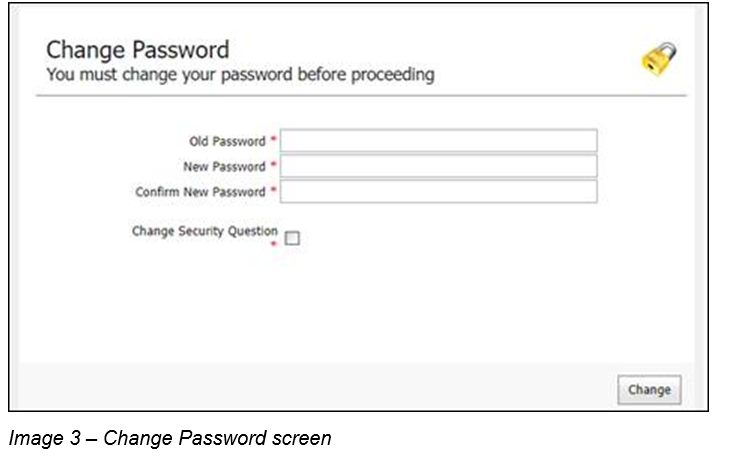 Change Password
You must change your password before proceeding
Old Password *
New Password *
Confirm New Password *
Change Security Question
*
Change
Image 3 – Change Password screen